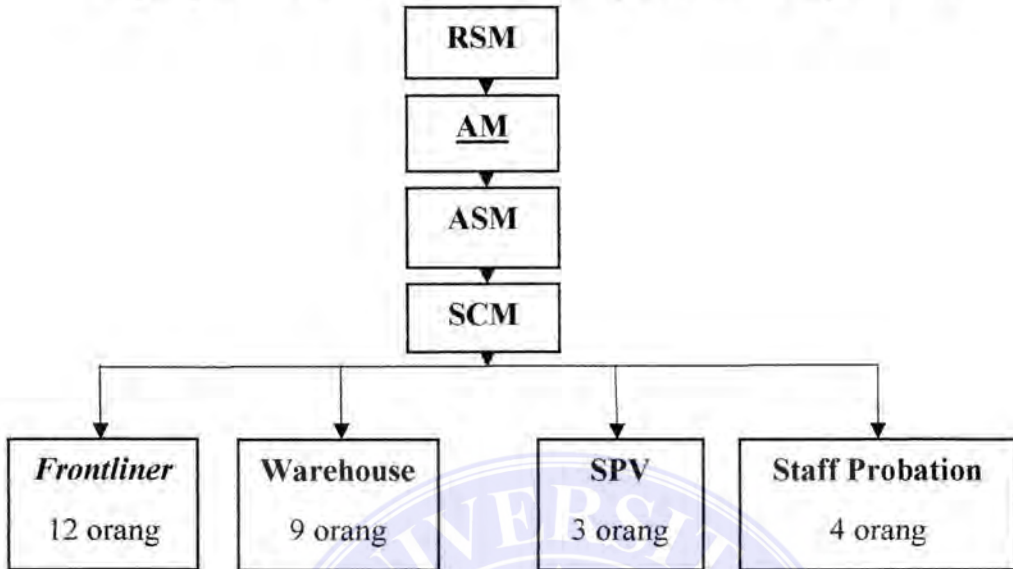 RSM
AM
ASM
SCM
Frontliner
12 orang
Warehouse
9 orang
SPV
3 orang
Staff Probation
4 orang